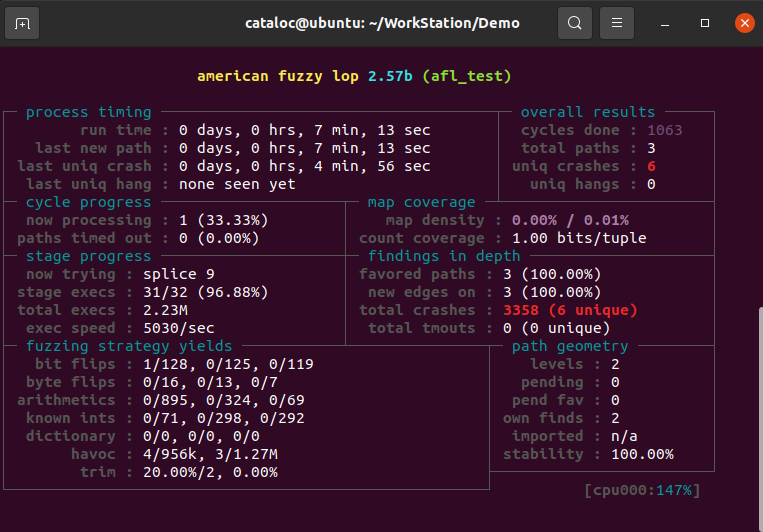 cataloc@ubuntu: ~/WorkStation/Demo
american fuzzy lop 2.57b (afl_test)
process timing overall results
run time : 0 days, 0 hrs, 7 min, 13 sec cycles done : 1063
last new path : 0 days, 0 hrs, 7 min, 13 sec total paths : 3
last uniq crash : 0 days, 0 hrs, 4 min, 56 sec uniq crashes : 6
last uniq hang : none seen yet uniq hangs : 0
cycle progress map coverage
now processing : 1 (33.33%) map density : 0.00% / 0.01%
paths timed out : 0 (0.00%) count coverage : 1.00 bits/tuple
stage progress findings in depth
now trying : splice 9 favored paths : 3 (100.00%)
stage execs : 31/32 (96.88%) new edges on : 3 (100.00%)
total execs : 2.23M total crashes : 3358 (6 unique)
exec speed : 5030/sec total tmouts : 0 (0 unique)
fuzzing strategy yields path geometry
bit flips : 1/128, 0/125, 0/119 levels : 2
byte flips : 0/16, 0/13, 0/7 pending : 0
arithmetics : 0/895, 0/324, 0/69 pend fav : 0
known ints : 0/71, 0/298, 0/292 own finds : 2
dictionary : 0/0, 0/0, 0/0 imported : n/a
havoc : 4/956k, 3/1.27M stability : 100.00%
trim : 20.00%/2, 0.00%
[cpu000:147%]